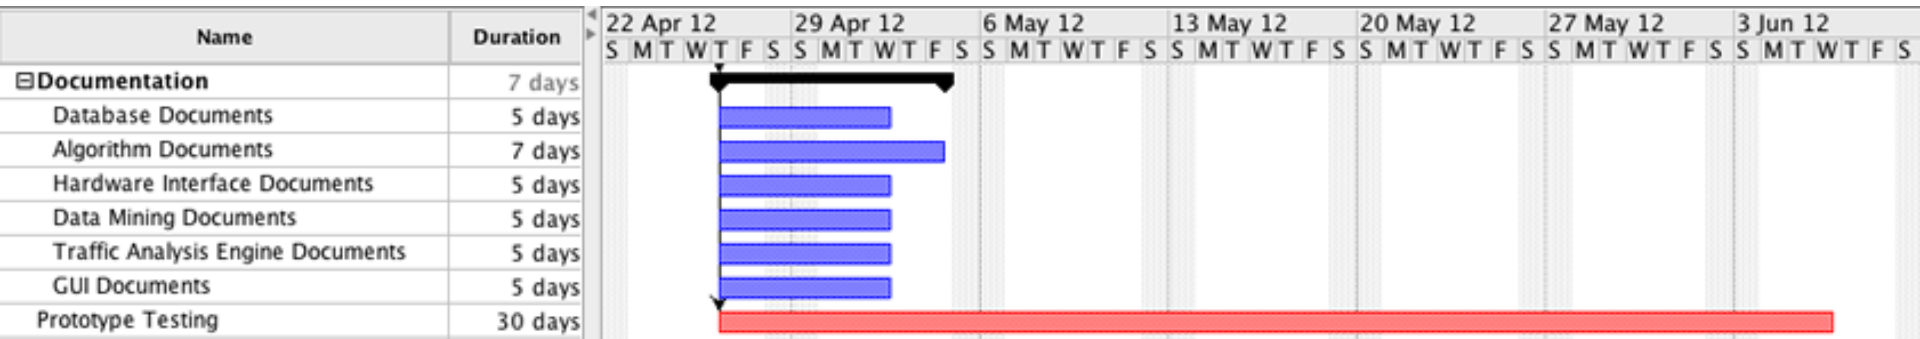 Name Duration 22 Apr 12 29 Apr 12 6 May 12 13 May 12 20 May 12 27 May 12 3 Jun 12
S M T W T F S S M T W T F S S M T W T F S S M T W T F S S M T W T F S S M T W T F S S M T W T F S
Documentation 7 days
Database Documents 5 days
Algorithm Documents 7 days
Hardware Interface Documents 5 days
Data Mining Documents 5 days
Traffic Analysis Engine Documents 5 days
GUI Documents 5 days
Prototype Testing 30 days